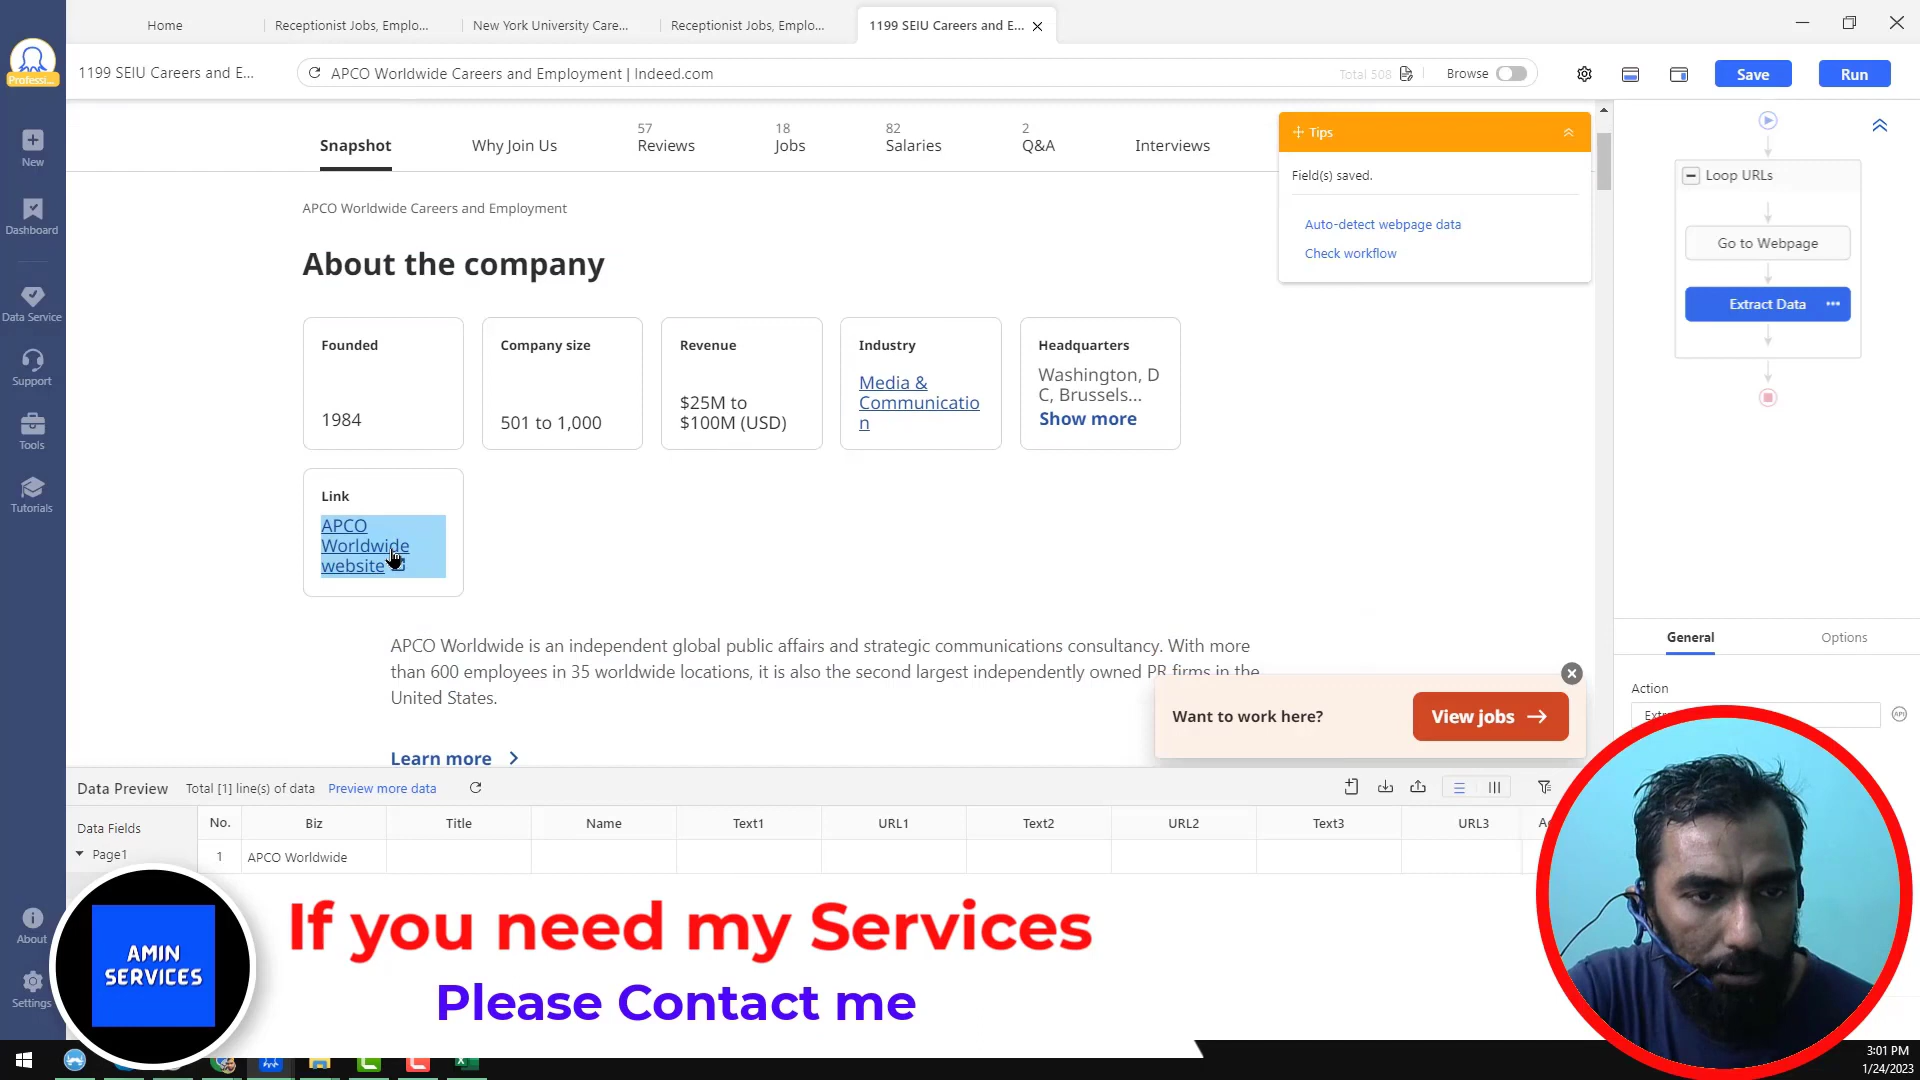 Home
Receptionist Jobs, Emplo...
New York University Care...
Receptionist Jobs, Emplo...
1199 SEIU Careers and E...
Professi...
1199 SEIU Careers and E...
APCO Worldwide Careers and Employment | Indeed.com
Total 508
Browse
Save
Run
New
Dashboard
Data Service
Support
Tools
Tutorials
About
Settings
Snapshot
Why Join Us
57
Reviews
18
Jobs
82
Salaries
2
Q&A
Interviews
Tips
Field(s) saved.
Auto-detect webpage data
Check workflow
Loop URLs
Go to Webpage
Extract Data
APCO Worldwide Careers and Employment
About the company
Founded
1984
Company size
501 to 1,000
Revenue
$25M to
$100M (USD)
Industry
Media &
Communicatio
n
Headquarters
Washington, D
C, Brussels...
Show more
Link
APCO
Worldwide
website
APCO Worldwide is an independent global public affairs and strategic communications consultancy. With more
than 600 employees in 35 worldwide locations, it is also the second largest independently owned PR firms in the
United States.
Learn more
Want to work here?
View jobs
General
Options
Action
Data Preview
Total [1] line(s) of data
Preview more data
Data Fields
Page1
No.
Biz
Title
Name
Text1
URL1
Text2
URL2
Text3
URL3
1
APCO Worldwide
AMIN
SERVICES
If you need my Services
Please Contact me
3:01 PM
1/24/2023